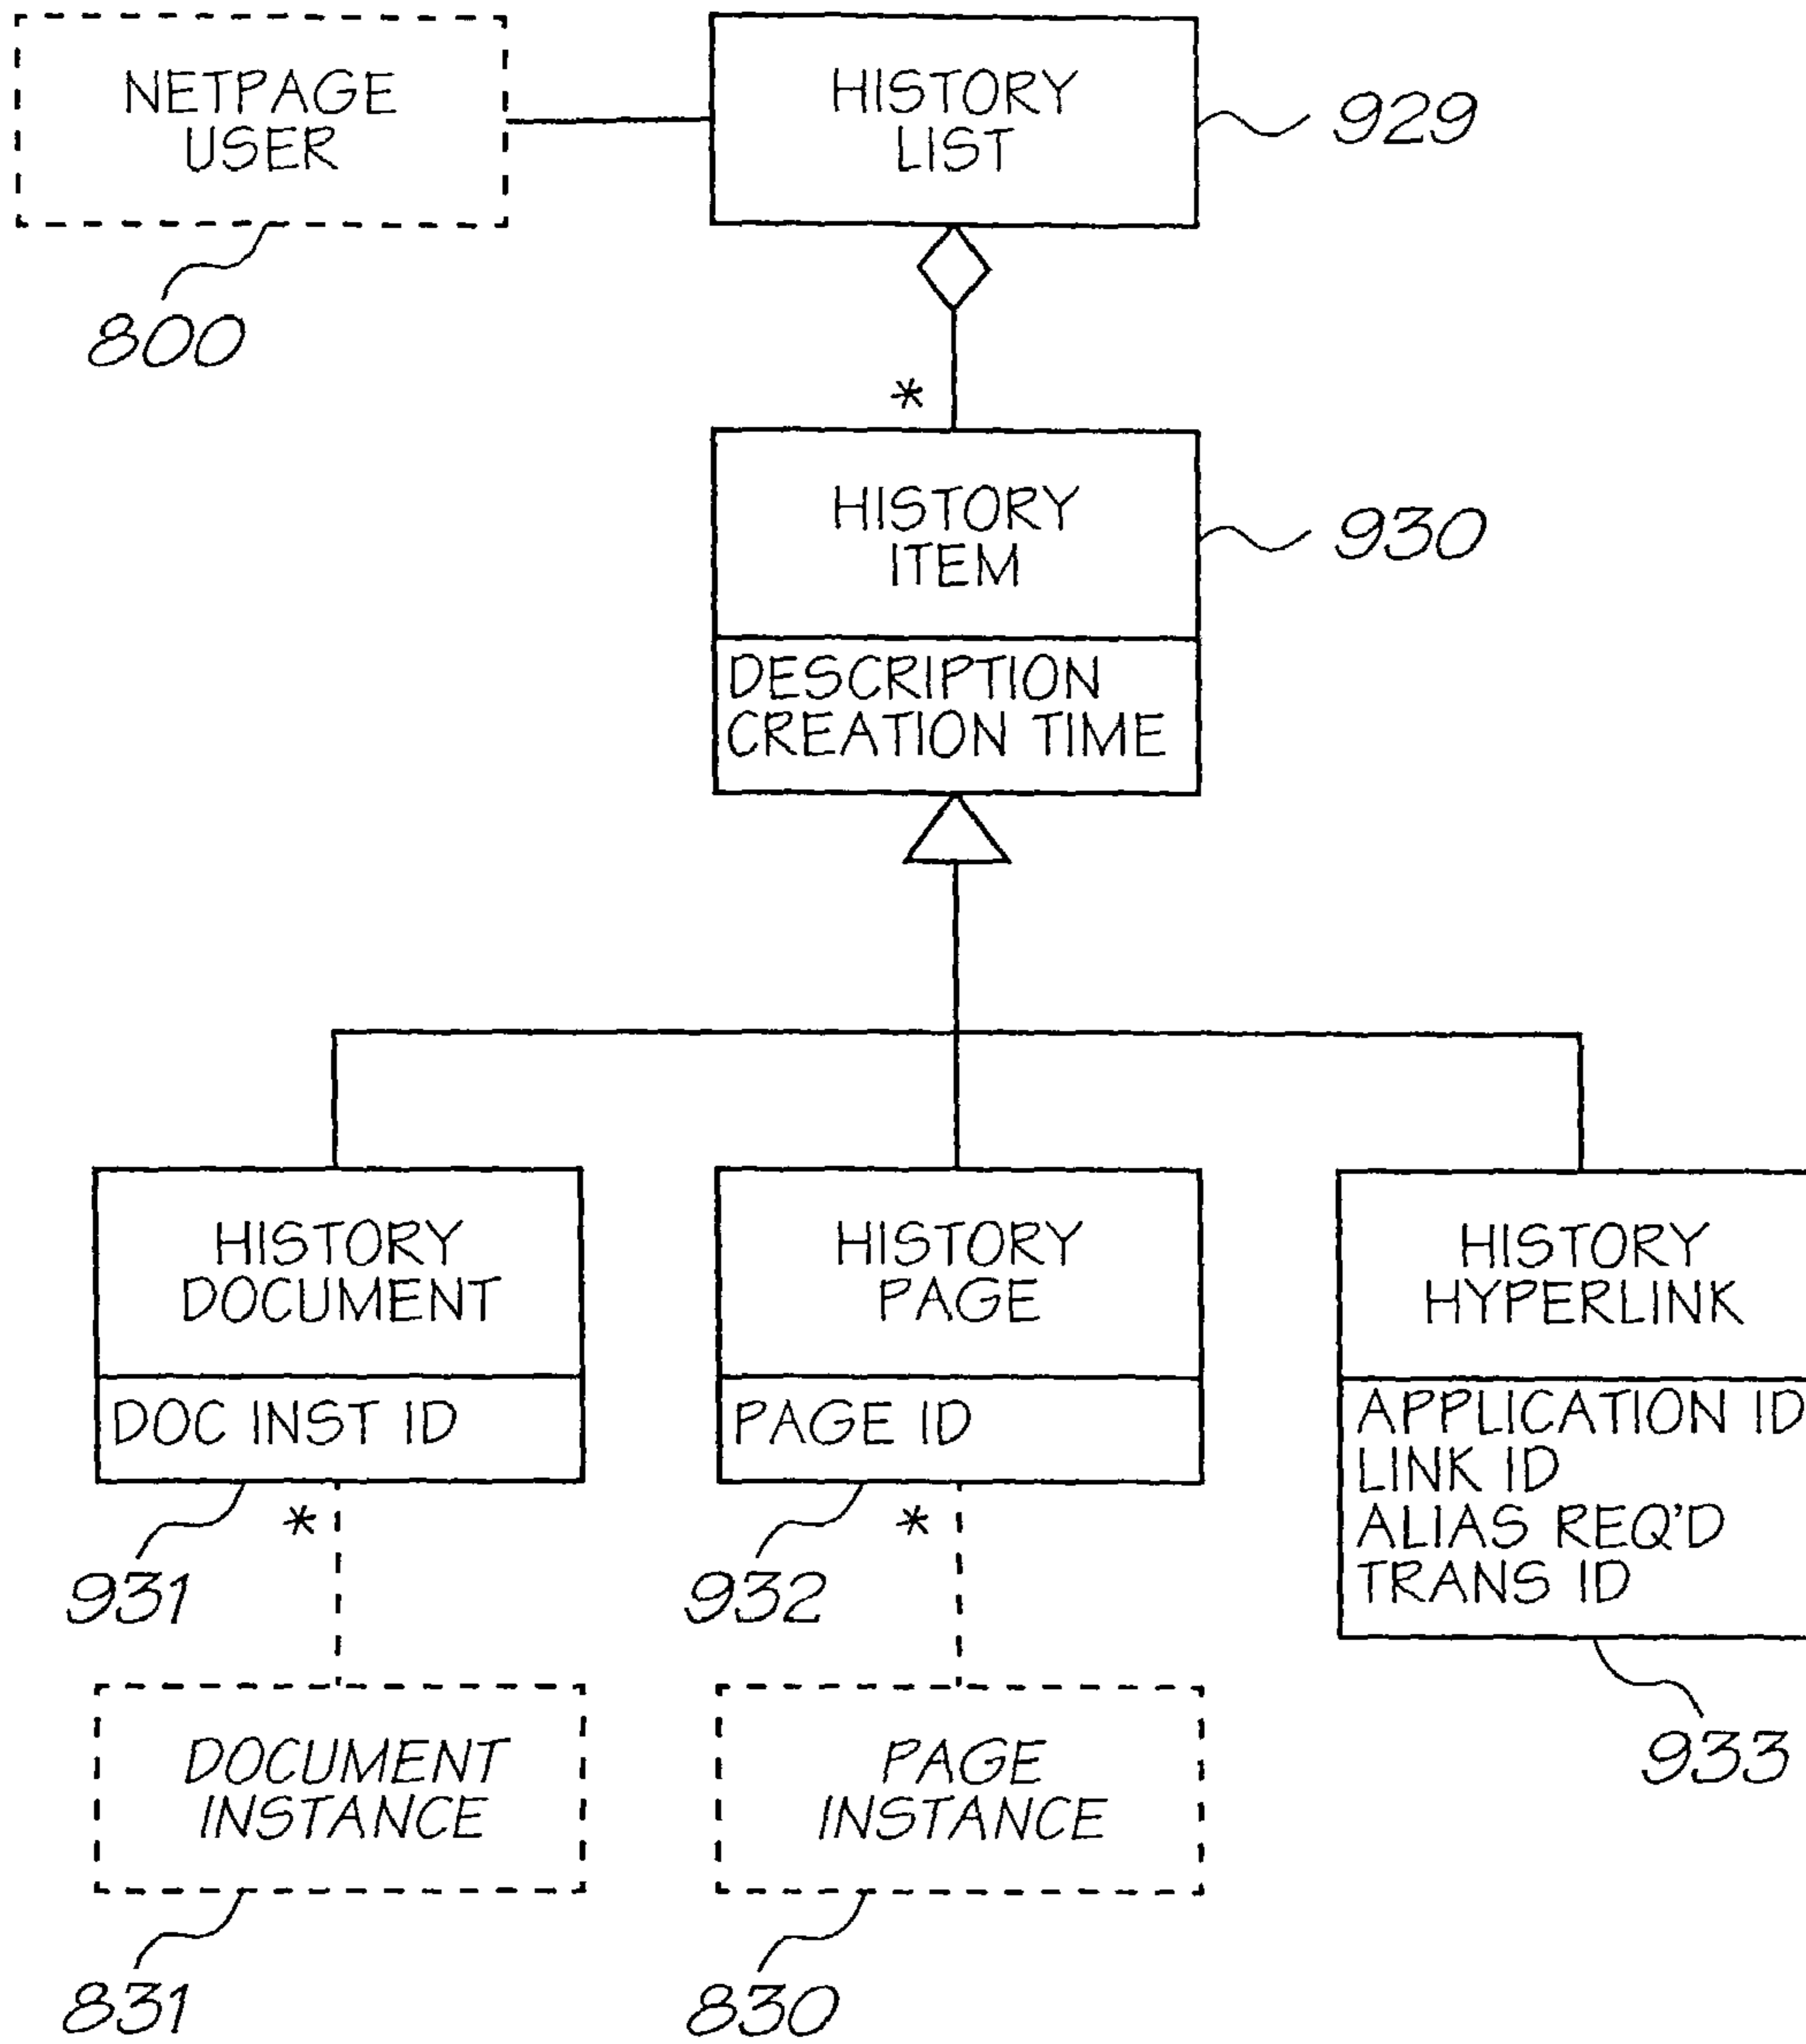 NETPAGE
USER
800
HISTORY
LIST
929
*
HISTORY
ITEM
930
DESCRIPTION
CREATION TIME
HISTORY
DOCUMENT
DOC INST ID
*
931
HISTORY
PAGE
PAGE ID
*
932
HISTORY
HYPERLINK
APPLICATION ID
LINK ID
ALIAS REQ'D
TRANS ID
933
DOCUMENT
INSTANCE
831
PAGE
INSTANCE
830